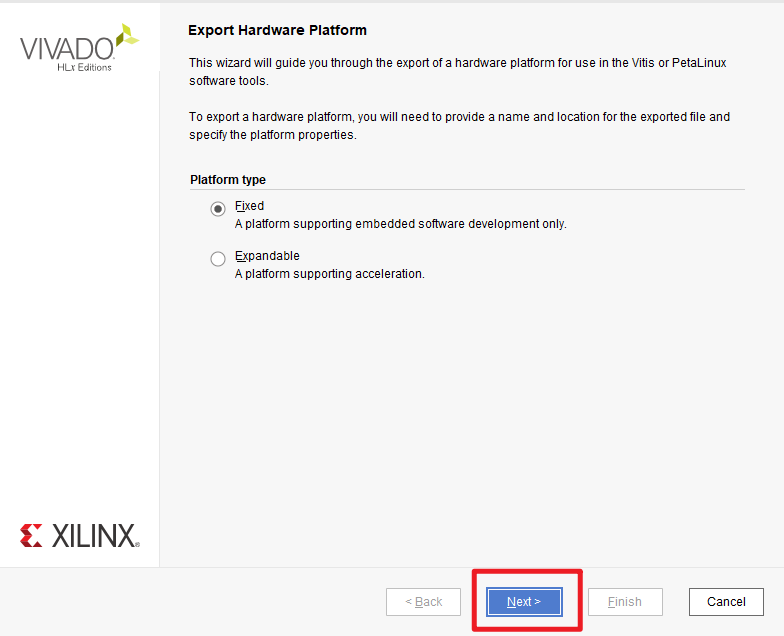 VIVADO
HLx Editions
Export Hardware Platform
This wizard will guide you through the export of a hardware platform for use in the Vitis or PetaLinux
software tools.
To export a hardware platform, you will need to provide a name and location for the exported file and
specify the platform properties.
Platform type
Fixed
A platform supporting embedded software development only.
Expandable
A platform supporting acceleration.
XILINX
< Back
Next >
Finish
Cancel